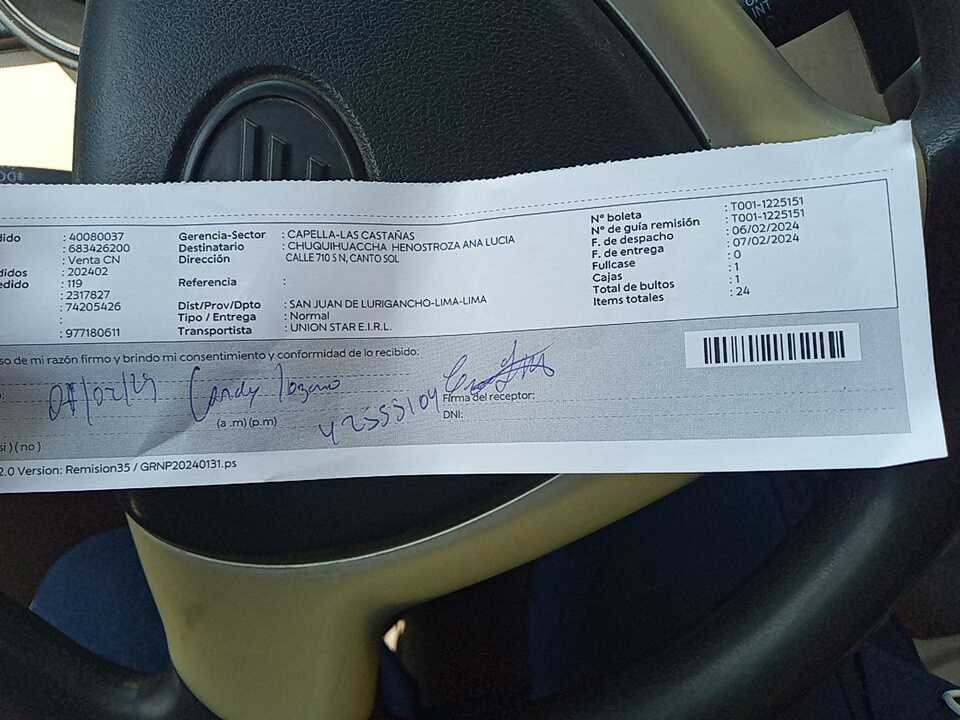 dido : 40080037
: 683426200
: Venta CN
edidos : 202402
edido : 119
: 2317827
: 74205426
:
: 977180611
Gerencia-Sector : CAPELLA-LAS CASTAÑAS
Destinatario : CHUQUIHUACCHA HENOSTROZA ANA LUCIA
Dirección CALLE 710 S N, CANTO SOL
Referencia :
Dist/Prov/Dpto : SAN JUAN DE LURIGANCHO-LIMA-LIMA
Tipo / Entrega : Normal
Transportista : UNION STAR E.I.R.L.
N° boleta : T001-1225151
N° de guía remisión : T001-1225151
F. de despacho : 06/02/2024
F. de entrega : 07/02/2024
Fullcase : 0
Cajas : 1
Total de bultos : 1
Items totales : 24
so de mi razón firmo y brindo mi consentimiento y conformidad de lo recibido:
Candy Lozano
(a .m) (p.m)
42555104
Firma del receptor:
DNI:
si ) ( no )
2.0 Version: Remision35 / GRNP20240131.ps
INT